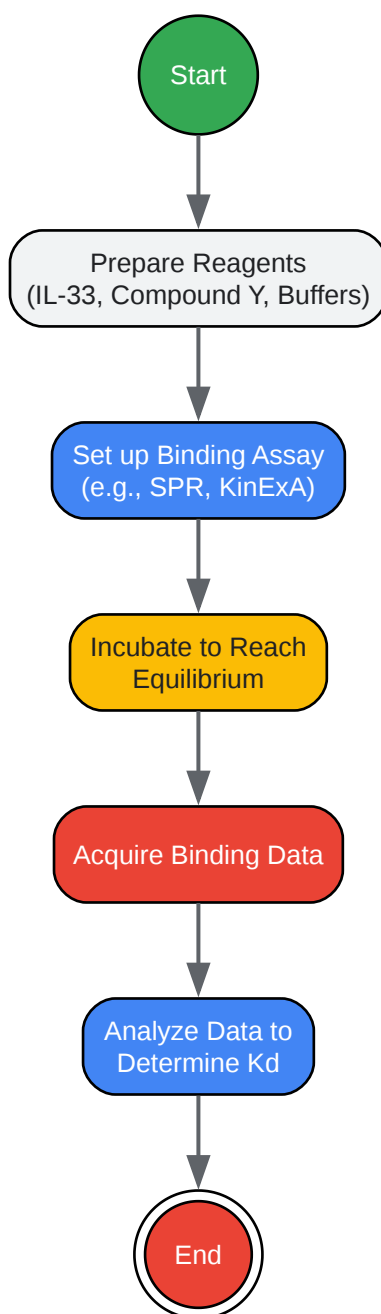 Start
Prepare Reagents
(IL-33, Compound Y, Buffers)
Set up Binding Assay
(e.g., SPR, KinExA)
Incubate to Reach
Equilibrium
Acquire Binding Data
Analyze Data to
Determine Kd
End